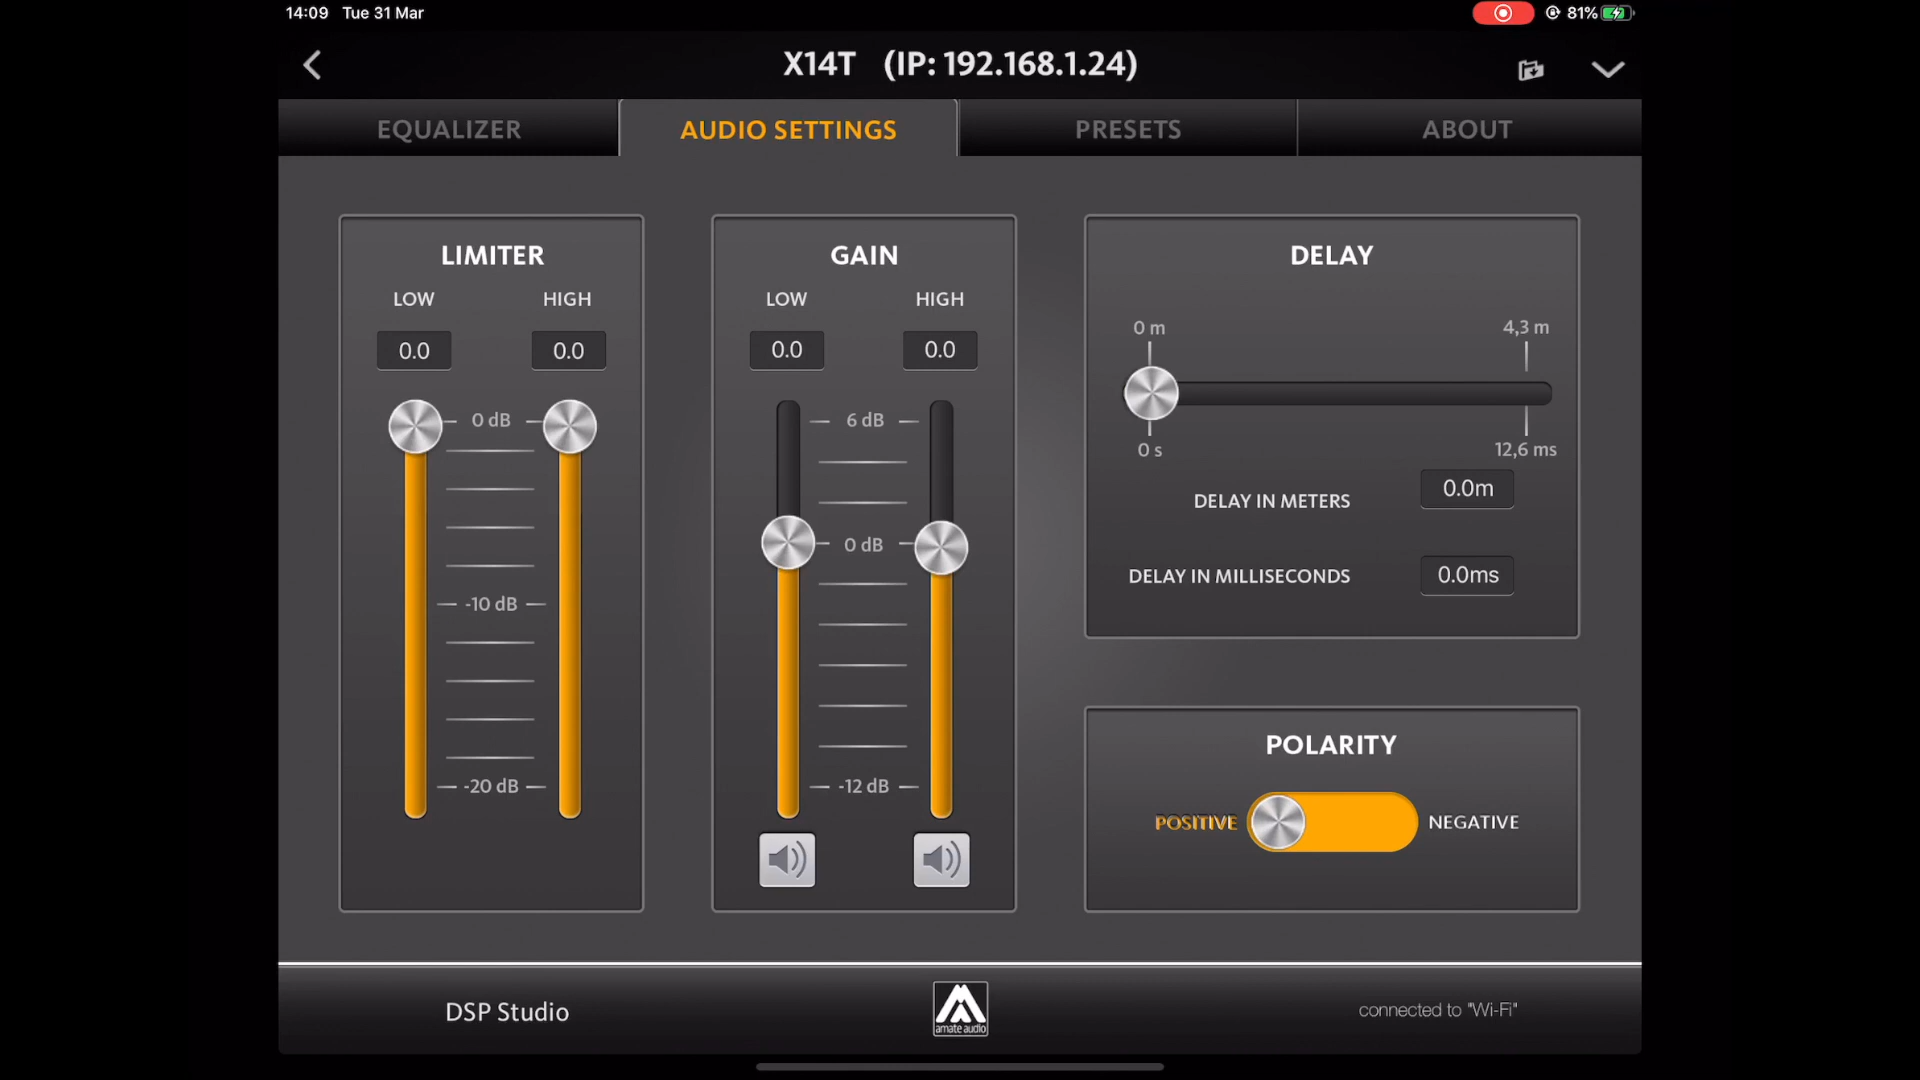 14:09 Tue 31 Mar
81%
X14T (IP: 192.168.1.24)
EQUALIZER
AUDIO SETTINGS
PRESETS
ABOUT
LIMITER
LOW HIGH
0.0 0.0
0 dB
-10 dB
-20 dB
GAIN
LOW HIGH
0.0 0.0
6 dB
0 dB
-12 dB
DELAY
0 m 4,3 m
0 s 12,6 ms
DELAY IN METERS 0.0m
DELAY IN MILLISECONDS 0.0ms
POLARITY
POSITIVE NEGATIVE
DSP Studio
amate audio
connected to "Wi-Fi"